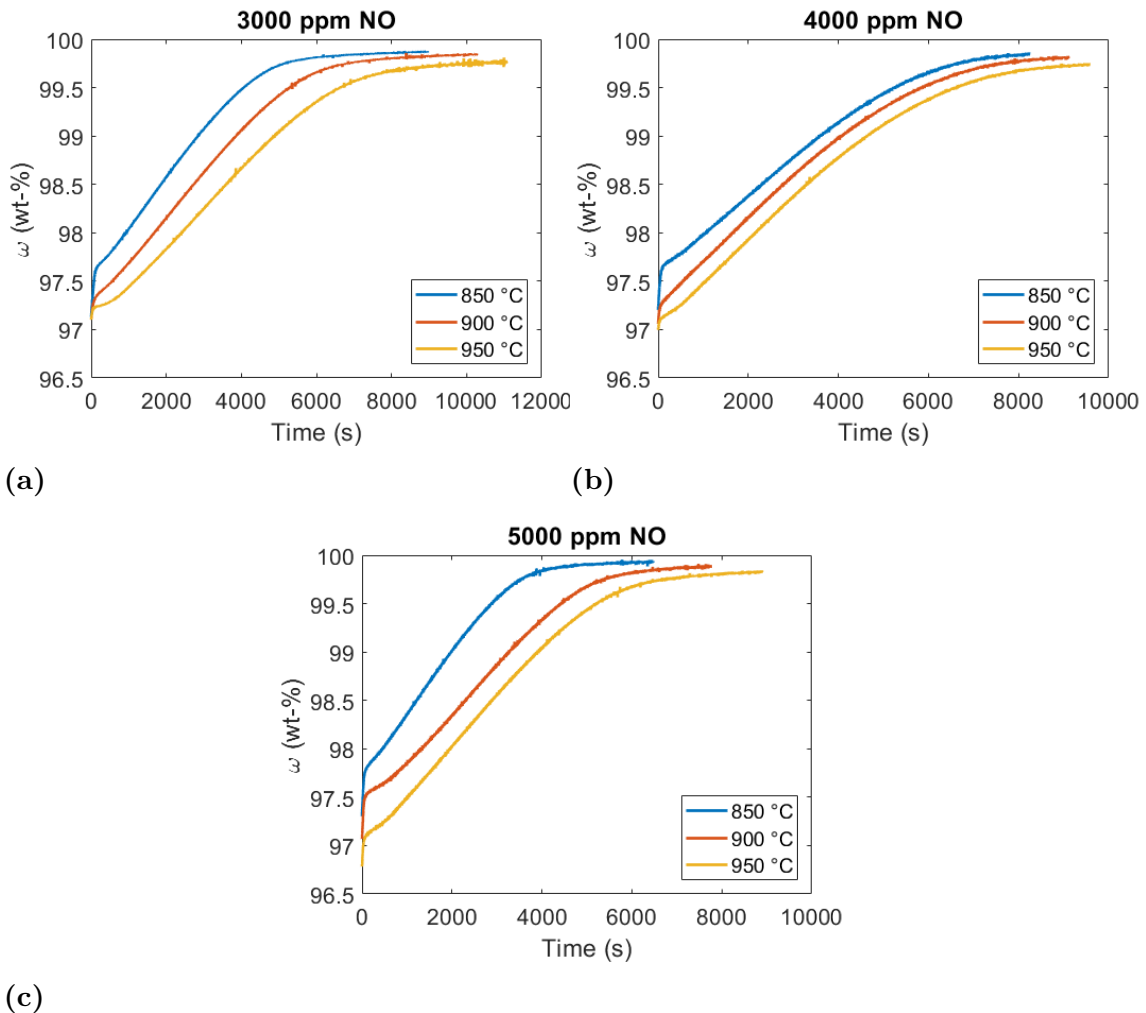 3000 ppm NO
100
99.5
99
98.5
98
97.5
97
96.5
ω (wt-%)
0
2000
4000
6000
8000
10000
12000
Time (s)
850 °C
900 °C
950 °C
(a)
4000 ppm NO
100
99.5
99
98.5
98
97.5
97
96.5
ω (wt-%)
0
2000
4000
6000
8000
10000
Time (s)
850 °C
900 °C
950 °C
(b)
5000 ppm NO
100
99.5
99
98.5
98
97.5
97
96.5
ω (wt-%)
0
2000
4000
6000
8000
10000
Time (s)
850 °C
900 °C
950 °C
(c)